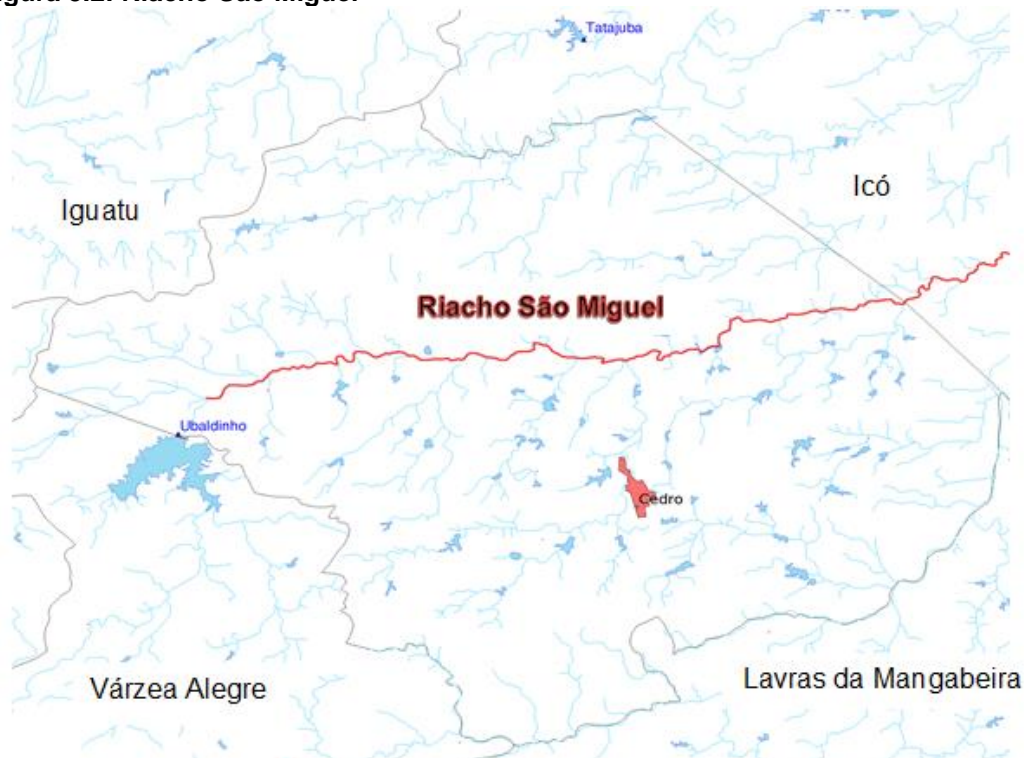 Tatajuba
Icó
Iguatu
Riacho São Miguel
Ubaldinho
Cedro
Lavras da Mangabeira
Várzea Alegre